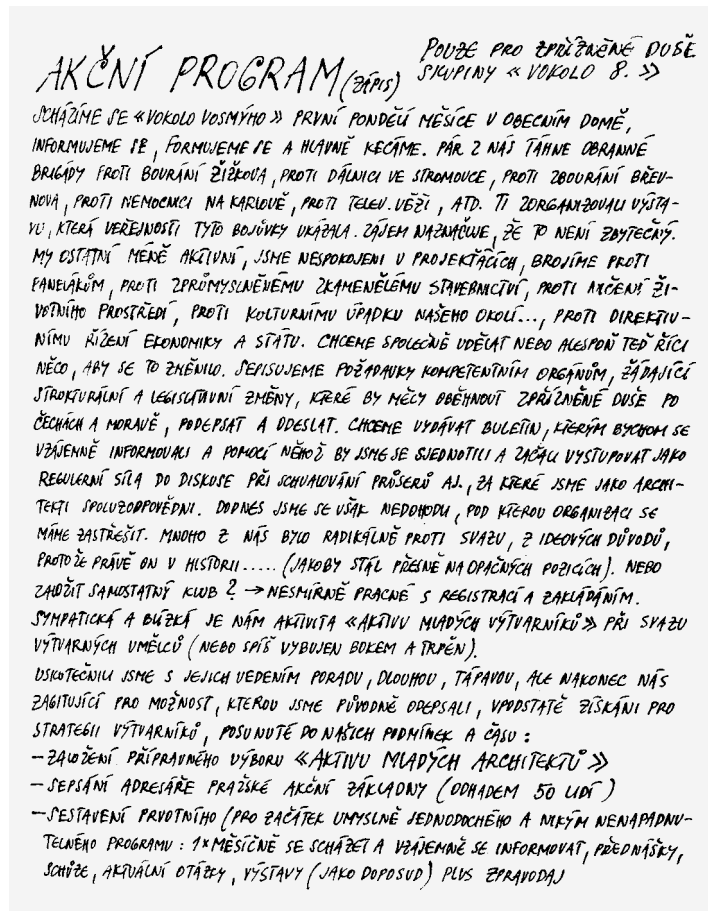 AKČNÍ PROGRAM (ZÁPIS)
POUZE PRO ZPŘÍZNĚNÉ DUŠE
SKUPINY « VOKOLO 8. »
SCHÁZÍME SE «VOKOLO VOSMÝHO» PRVNÍ PONDĚLÍ MĚSÍCE V OBECNÍM DOMĚ,
INFORMUJEME SE, FORMUJEME SE A HLAVNĚ KECÁME. PÁR Z NÁS TÁHNE OBRANNÉ
BRIGÁDY PROTI BOURÁNÍ ŽIŽKOVA, PROTI DÁLNICI VE STROMOVCE, PROTI ZBOURÁNÍ BŘEV-
NOVA, PROTI NEMOCNICI NA KARLOVĚ, PROTI TELEV. VĚŽI, ATD. TI ZORGANIZOVALI VÝSTA-
VU, KTERÁ VEŘEJNOSTI TYTO BOJŮVKY UKÁZALA. ZÁJEM NAZNAČUJE, ŽE TO NENÍ ZBYTEČNÝ.
MY OSTATNÍ MÉNĚ AKTIVNÍ, JSME NESPOKOJENI V PROJEKŤÁCÍCH, BROJÍME PROTI
PANELÁKŮM, PROTI ZPRŮMYSLNĚNÉMU ZKAMENĚLÉMU STAVEBNICTVÍ, PROTI NIČENÍ ŽI-
VOTNÍHO PROSTŘEDÍ, PROTI KULTURNÍMU ÚPADKU NAŠEHO OKOLÍ..., PROTI DIREKTIV-
NÍMU ŘÍZENÍ EKONOMIKY A STÁTU. CHCEME SPOLEČNĚ UDĚLAT NEBO ALESPOŇ TEĎ ŘÍCI
NĚCO, ABY SE TO ZMĚNILO. SEPISUJEME POŽADAVKY KOMPETENTNÍM ORGÁNŮM, ŽÁDAJÍCÍ
STRUKTURÁLNÍ A LEGISLATIVNÍ ZMĚNY, KTERÉ BY MĚLY OBĚHNOUT ZPŘÍZNĚNÉ DUŠE PO
ČECHÁCH A MORAVĚ, PODEPSAT A ODESLAT. CHCEME VYDÁVAT BULETIN, KTERÝM BYCHOM SE
VZÁJEMNĚ INFORMOVALI A POMOCÍ NĚHOŽ BY JSME SE SJEDNOTILI A ZAČALI VYSTUPOVAT JAKO
REGULERNÍ SÍLA DO DISKUSE PŘI SCHVALOVÁNÍ PRŮSERŮ AJ., ZA KTERÉ JSME JAKO ARCHI-
TEKTI SPOLUZODPOVĚDNI. DODNES JSME SE VŠAK NEDOHODLI, POD KTEROU ORGANIZACI SE
MÁME ZASTŘEŠIT. MNOHO Z NÁS BYLO RADIKÁLNĚ PROTI SVAZU, Z IDEOVÝCH DŮVODŮ,
PROTOŽE PRÁVĚ ON V HISTORII..... (JAKOBY STÁL PŘESNĚ NA OPAČNÝCH POZICÍCH). NEBO
ZALOŽIT SAMOSTATNÝ KLUB ? → NESMÍRNĚ PRACNÉ S REGISTRACÍ A ZAKLÁDÁNÍM.
SYMPATICKÁ A BLÍZKÁ JE NÁM AKTIVITA «AKTIVU MLADÝCH VÝTVARNÍKŮ» PŘI SVAZU
VÝTVARNÝCH UMĚLCŮ (NEBO SPÍŠ VYBUJEN BOKEM A TRPĚN).
USKUTEČNILI JSME S JEJICH VEDENÍM PORADU, DLOUHOU, TÁPAVOU, ALE NAKONEC NÁS
ZAGITUJÍCÍ PRO MOŽNOST, KTEROU JSME PŮVODNĚ ODEPSALI, VPODSTATĚ ZÍSKÁNI PRO
STRATEGII VÝTVARNÍKŮ, POSUNUTÉ DO NAŠICH PODMÍNEK A ČASU :
– ZALOŽENÍ PŘÍPRAVNÉHO VÝBORU «AKTIVU MLADÝCH ARCHITEKTŮ»
– SEPSÁNÍ ADRESÁŘE PRAŽSKÉ AKČNÍ ZÁKLADNY (ODHADEM 50 LIDÍ)
– SESTAVENÍ PRVOTNÍHO (PRO ZAČÁTEK UMYSLNĚ JEDNODOCHÉHO A NIKÝM NENAPADNU-
TELNÉHO PROGRAMU : 1× MĚSÍČNĚ SE SCHÁZET A VZÁJEMNĚ SE INFORMOVAT, PŘEDNÁŠKY,
SCHŮZE, AKTUÁLNÍ OTÁZKY, VÝSTAVY (JAKO DOPOSUD) PLUS ZPRAVODAJ